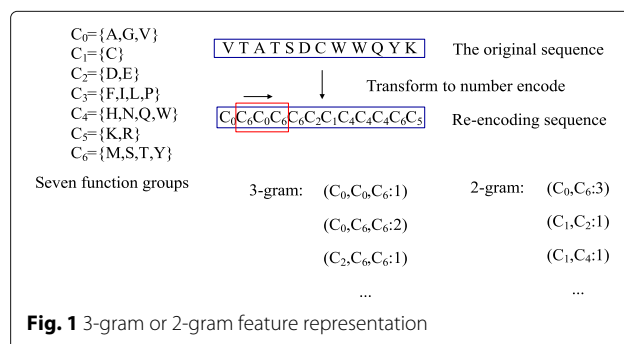 C₀={A,G,V}
C₁={C}
C₂={D,E}
C₃={F,I,L,P}
C₄={H,N,Q,W}
C₅={K,R}
C₆={M,S,T,Y}
Seven function groups
V T A T S D C W W Q Y K
The original sequence
Transform to number encode
C₀C₆C₀C₆C₆C₂C₁C₄C₄C₄C₆C₅
Re-encoding sequence
3-gram: (C₀,C₀,C₆:1)
(C₀,C₆,C₆:2)
(C₂,C₆,C₆:1)
...
2-gram: (C₀,C₆:3)
(C₁,C₂:1)
(C₁,C₄:1)
...
Fig. 1 3-gram or 2-gram feature representation